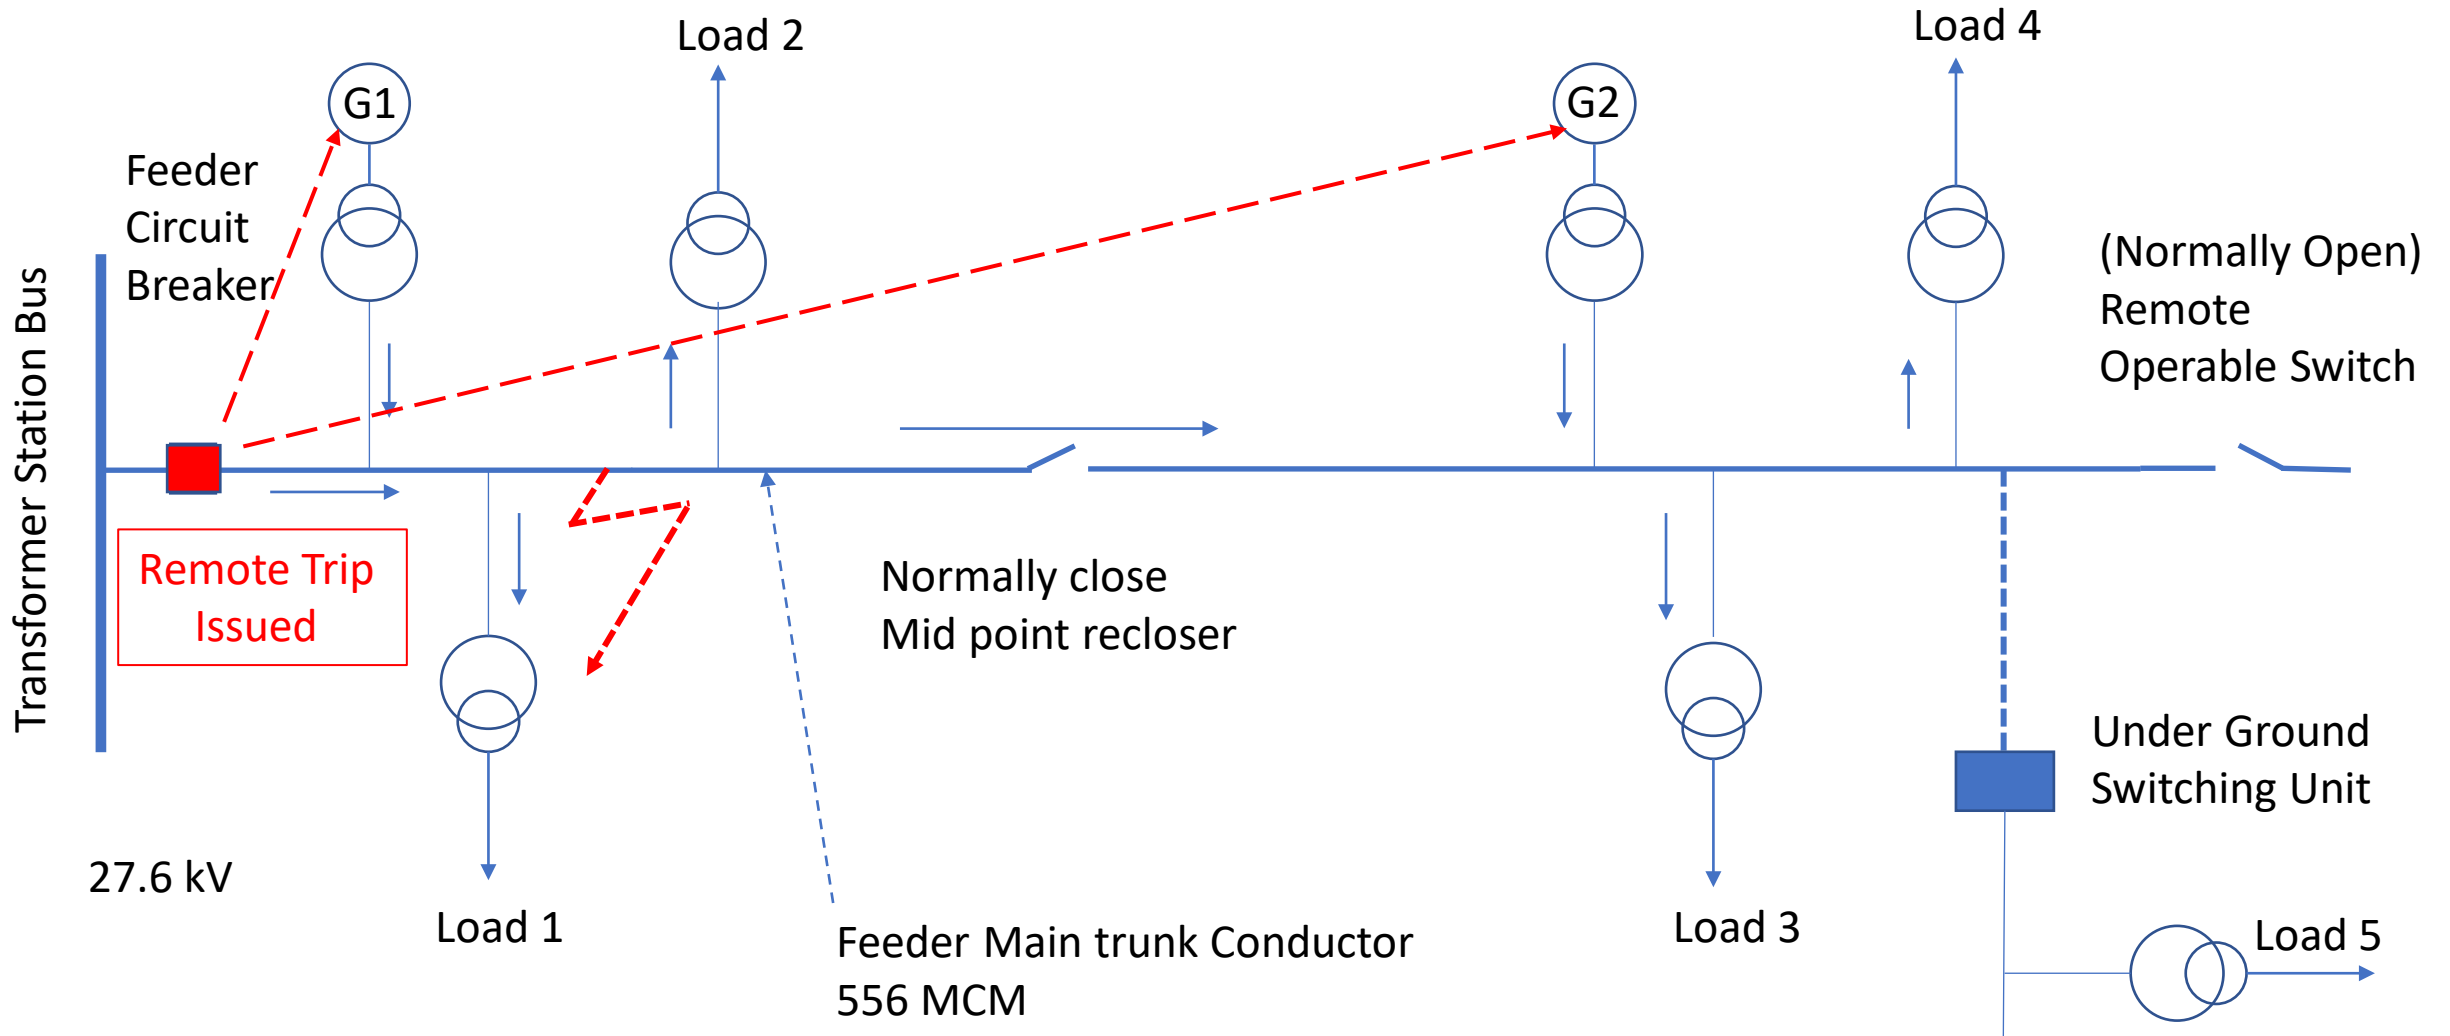 Load 2
Load 4
G1
G2
Feeder
Circuit
Breaker
(Normally Open)
Remote
Operable Switch
Transformer Station Bus
Remote Trip
Issued
Normally close
Mid point recloser
Under Ground
Switching Unit
27.6 kV
Load 1
Feeder Main trunk Conductor
556 MCM
Load 3
Load 5